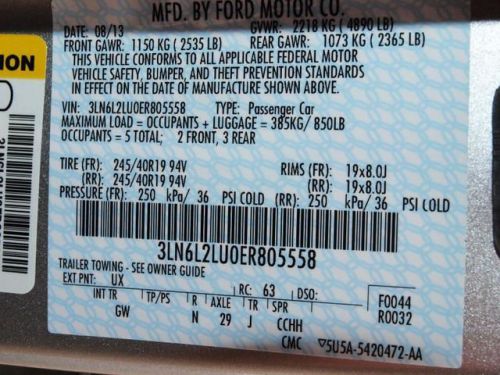 MFD. BY FORD MOTOR CO.
DATE: 08/13 GVWR: 2218 KG ( 4890 LB)
FRONT GAWR: 1150 KG ( 2535 LB) REAR GAWR: 1073 KG ( 2365 LB)
THIS VEHICLE CONFORMS TO ALL APPLICABLE FEDERAL MOTOR
VEHICLE SAFETY, BUMPER, AND THEFT PREVENTION STANDARDS
IN EFFECT ON THE DATE OF MANUFACTURE SHOWN ABOVE.
VIN: 3LN6L2LU0ER805558 TYPE: Passenger Car
MAXIMUM LOAD = OCCUPANTS + LUGGAGE = 385KG/ 850LB
OCCUPANTS = 5 TOTAL; 2 FRONT, 3 REAR
TIRE (FR): 245/40R19 94V RIMS (FR): 19x8.0J
(RR): 245/40R19 94V (RR): 19x8.0J
PRESSURE (FR): 250 kPa/ 36 PSI COLD (RR): 250 kPa/ 36 PSI COLD
3LN6L2LU0ER805558
TRAILER TOWING - SEE OWNER GUIDE
EXT PNT: UX RC: 63 DSO: F0044
INT TR TP/PS R AXLE TR SPR R0032
GW N 29 J CCHH
CMC ▽5U5A-5420472-AA